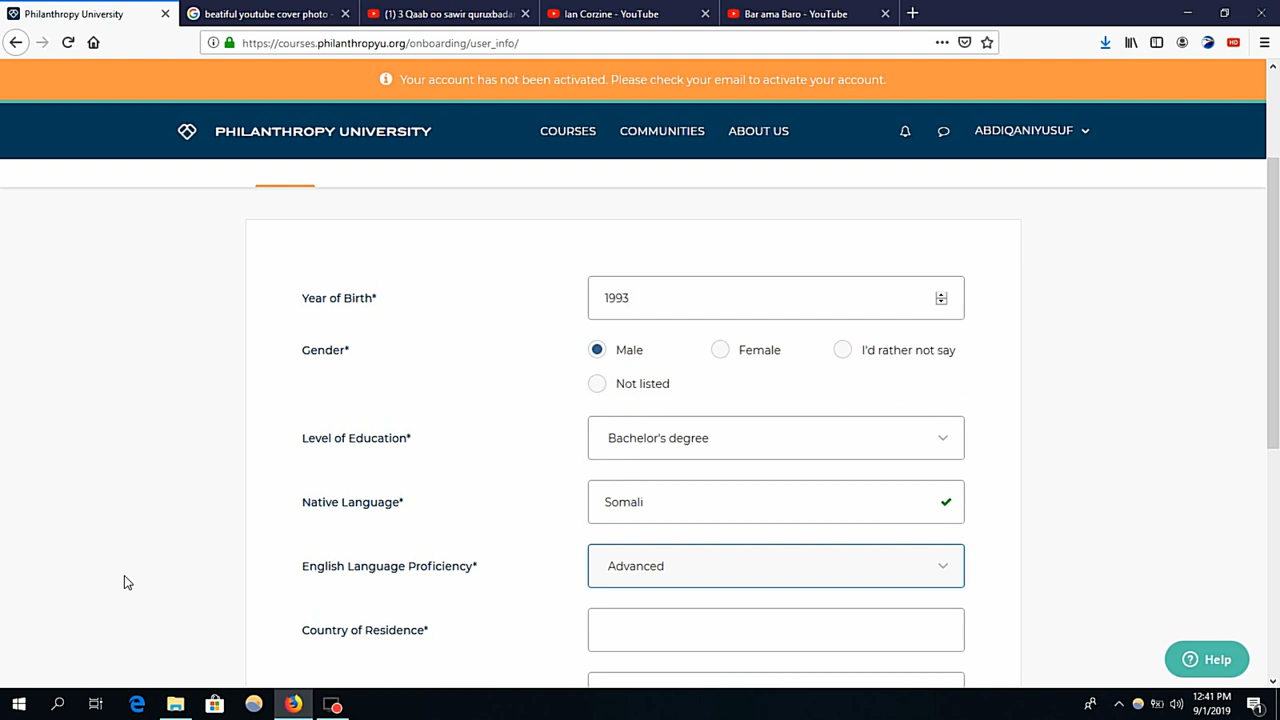 Philanthropy University
beatiful youtube cover photo -
(1) 3 Qaab oo sawir quruxbadan
Ian Corzine - YouTube
Bar ama Baro - YouTube
https://courses.philanthropyu.org/onboarding/user_info/
HD
Your account has not been activated. Please check your email to activate your account.
PHILANTHROPY UNIVERSITY
COURSES
COMMUNITIES
ABOUT US
ABDIQANIYUSUF
Year of Birth*
1993
Gender*
Male
Female
I'd rather not say
Not listed
Level of Education*
Bachelor's degree
Native Language*
Somali
English Language Proficiency*
Advanced
Country of Residence*
Help
12:41 PM
9/1/2019